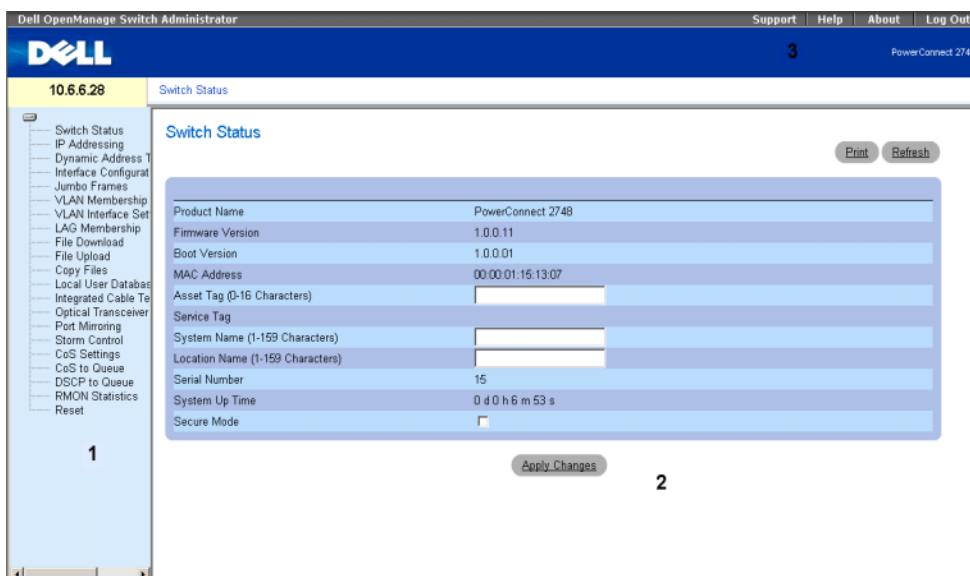 Dell OpenManage Switch Administrator
Support Help About Log Out
DELL
3
PowerConnect 274
10.6.6.28
Switch Status
Switch Status
IP Addressing
Dynamic Address T
Interface Configurat
Jumbo Frames
VLAN Membership
VLAN Interface Set
LAG Membership
File Download
File Upload
Copy Files
Local User Databas
Integrated Cable Te
Optical Transceiver
Port Mirroring
Storm Control
CoS Settings
CoS to Queue
DSCP to Queue
RMON Statistics
Reset
1
Switch Status
Print Refresh
Product Name PowerConnect 2748
Firmware Version 1.0.0.11
Boot Version 1.0.0.01
MAC Address 00:00:01:15:13:07
Asset Tag (0-16 Characters)
Service Tag
System Name (1-159 Characters)
Location Name (1-159 Characters)
Serial Number 15
System Up Time 0 d 0 h 6 m 53 s
Secure Mode
Apply Changes
2